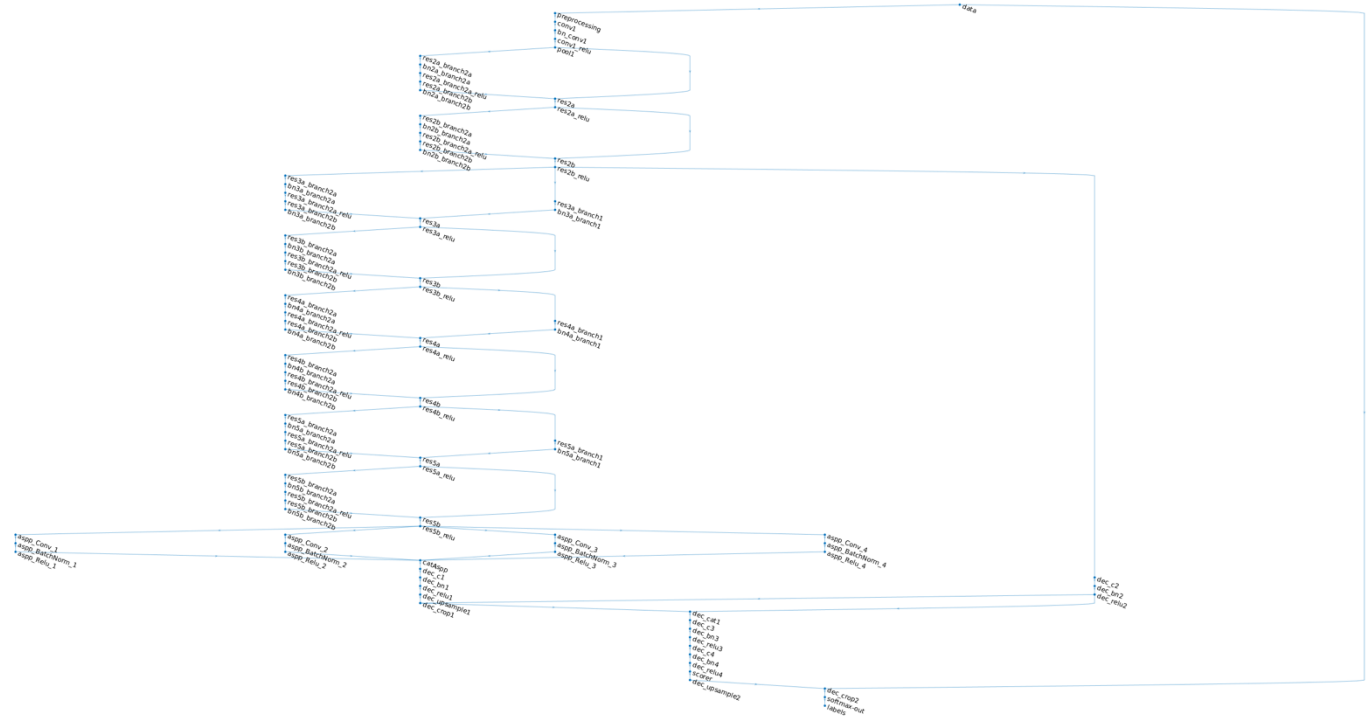 data
preprocessing
conv1
bn_conv1
conv1_relu
pool1
res2a_branch2a
bn2a_branch2a
res2a_branch2a_relu
res2a_branch2b
bn2a_branch2b
res2a
res2a_relu
res2b_branch2a
bn2b_branch2a
res2b_branch2a_relu
res2b_branch2b
bn2b_branch2b
res2b
res2b_relu
res3a_branch2a
bn3a_branch2a
res3a_branch2a_relu
res3a_branch2b
bn3a_branch2b
res3a_branch1
bn3a_branch1
res3a
res3a_relu
res3b_branch2a
bn3b_branch2a
res3b_branch2a_relu
res3b_branch2b
bn3b_branch2b
res3b
res3b_relu
res4a_branch2a
bn4a_branch2a
res4a_branch2a_relu
res4a_branch2b
bn4a_branch2b
res4a_branch1
bn4a_branch1
res4a
res4a_relu
res4b_branch2a
bn4b_branch2a
res4b_branch2a_relu
res4b_branch2b
bn4b_branch2b
res4b
res4b_relu
res5a_branch2a
bn5a_branch2a
res5a_branch2a_relu
res5a_branch2b
bn5a_branch2b
res5a_branch1
bn5a_branch1
res5a
res5a_relu
res5b_branch2a
bn5b_branch2a
res5b_branch2a_relu
res5b_branch2b
bn5b_branch2b
res5b
res5b_relu
aspp_Conv_1
aspp_BatchNorm_1
aspp_Relu_1
aspp_Conv_2
aspp_BatchNorm_2
aspp_Relu_2
aspp_Conv_3
aspp_BatchNorm_3
aspp_Relu_3
aspp_Conv_4
aspp_BatchNorm_4
aspp_Relu_4
catAspp
dec_c1
dec_bn1
dec_relu1
dec_upsample1
dec_crop1
dec_c2
dec_bn2
dec_relu2
dec_cat1
dec_c3
dec_bn3
dec_relu3
dec_c4
dec_bn4
dec_relu4
scorer
dec_upsample2
dec_crop2
softmax-out
labels